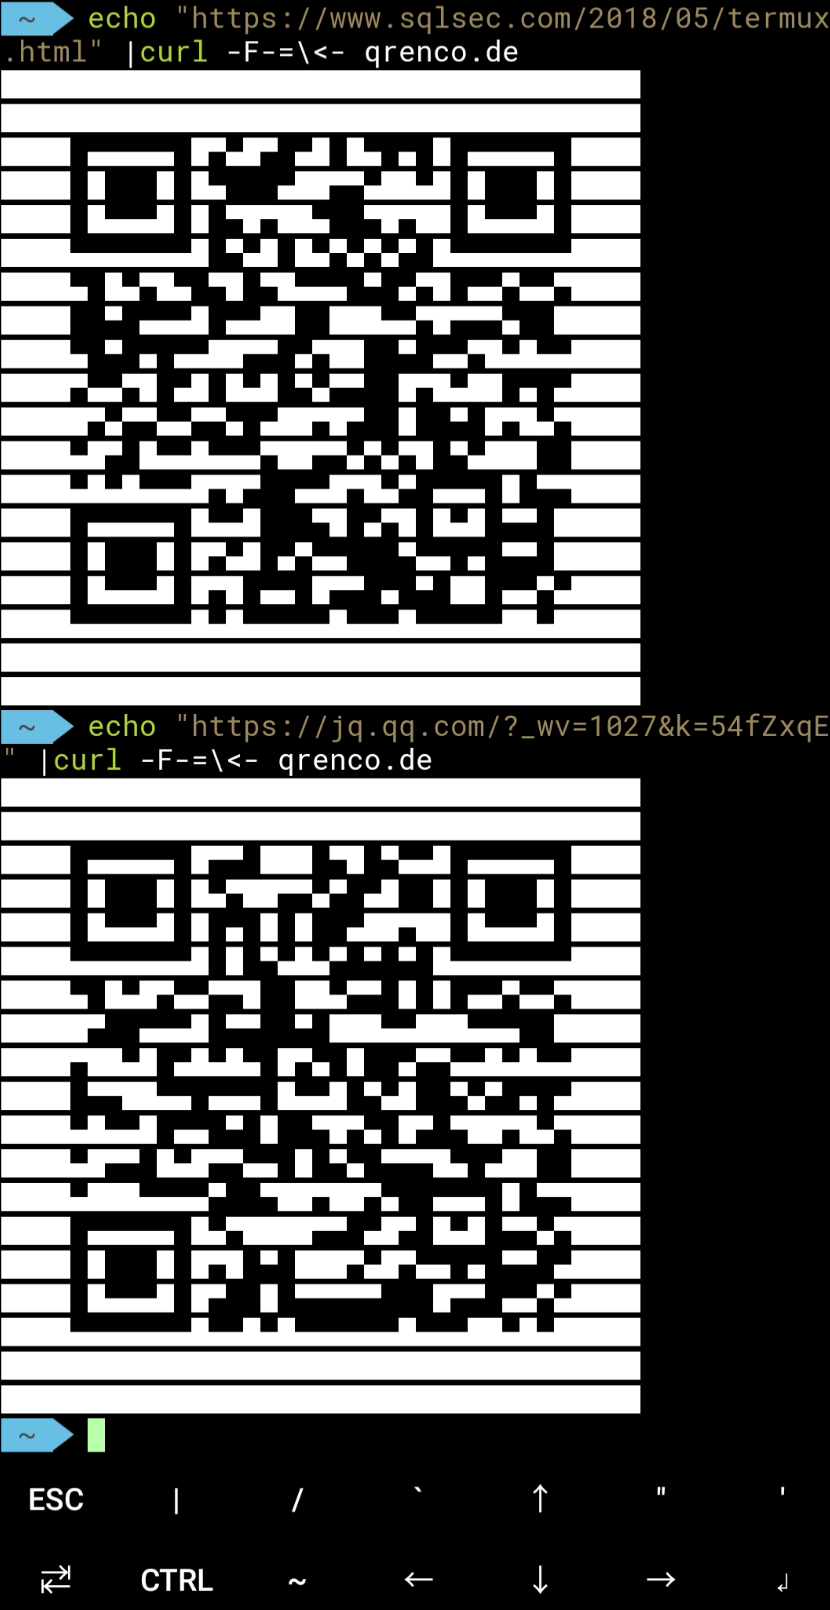 ~ echo "https://www.sqlsec.com/2018/05/termux
.html" |curl -F-=\<- qrenco.de
~ echo "https://jq.qq.com/?_wv=1027&k=54fZxqE
" |curl -F-=\<- qrenco.de
~
ESC | / ` ↑ " '
⇄ CTRL ~ ← ↓ → ↲